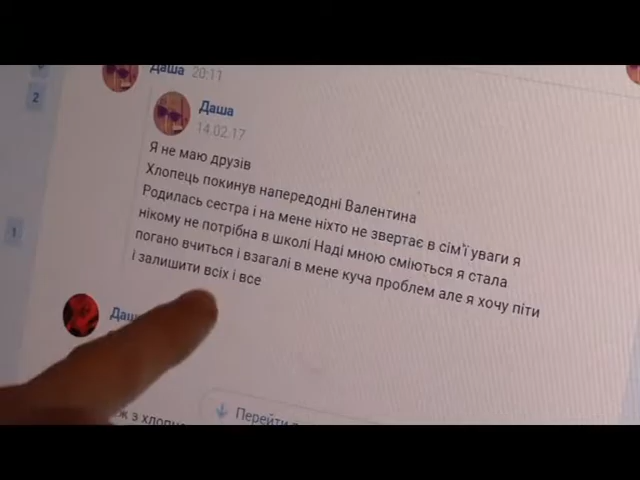 2
1
Даша 20:11
Даша
14.02.17
Я не маю друзів
Хлопець покинув напередодні Валентина
Родилась сестра і на мене ніхто не звертає в сім'ї уваги я
нікому не потрібна в школі Наді мною сміються я стала
погано вчиться і взагалі в мене куча проблем але я хочу піти
і залишити всіх і все
Перейти
з